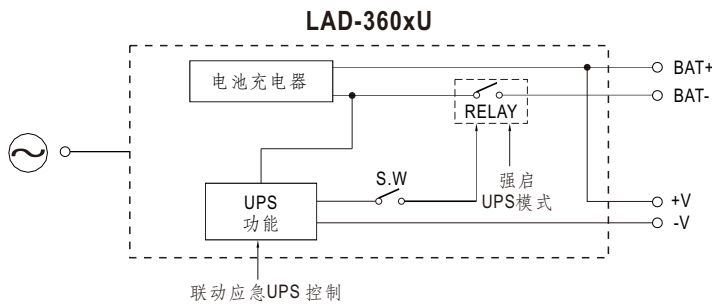 LAD-360xU
电池充电器
BAT+
BAT-
RELAY
S.W
强启
UPS模式
UPS
功能
+V
-V
联动应急UPS 控制